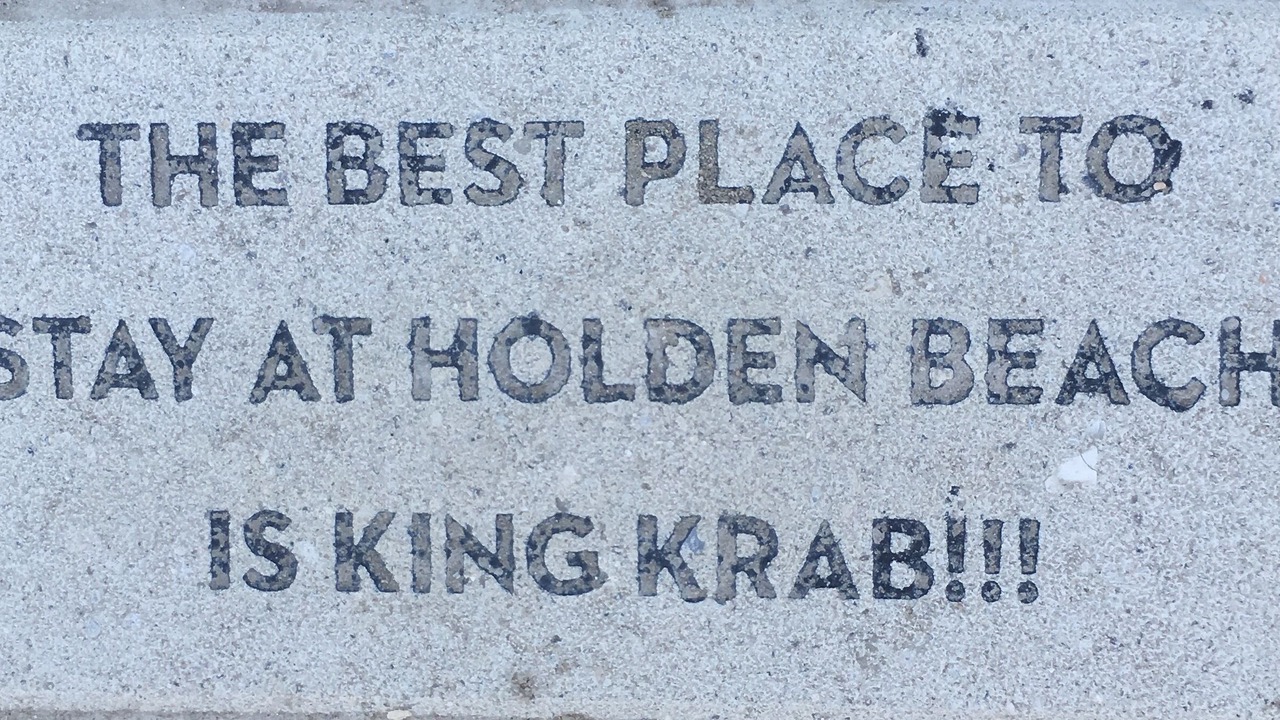 THE BEST PLACE TO
STAY AT HOLDEN BEACH
IS KING KRAB!!!